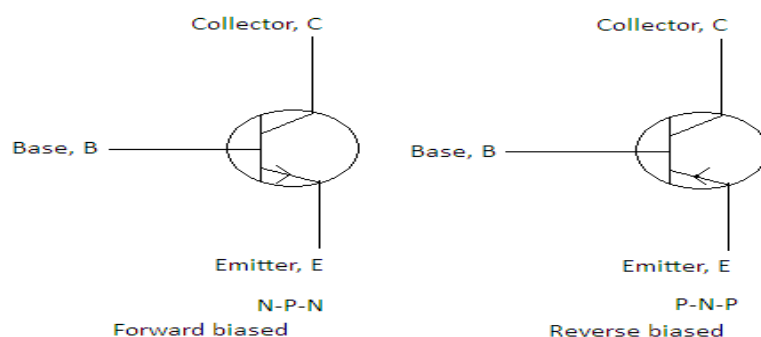 Collector, C
Base, B
Emitter, E
N-P-N
Forward biased
Collector, C
Base, B
Emitter, E
P-N-P
Reverse biased